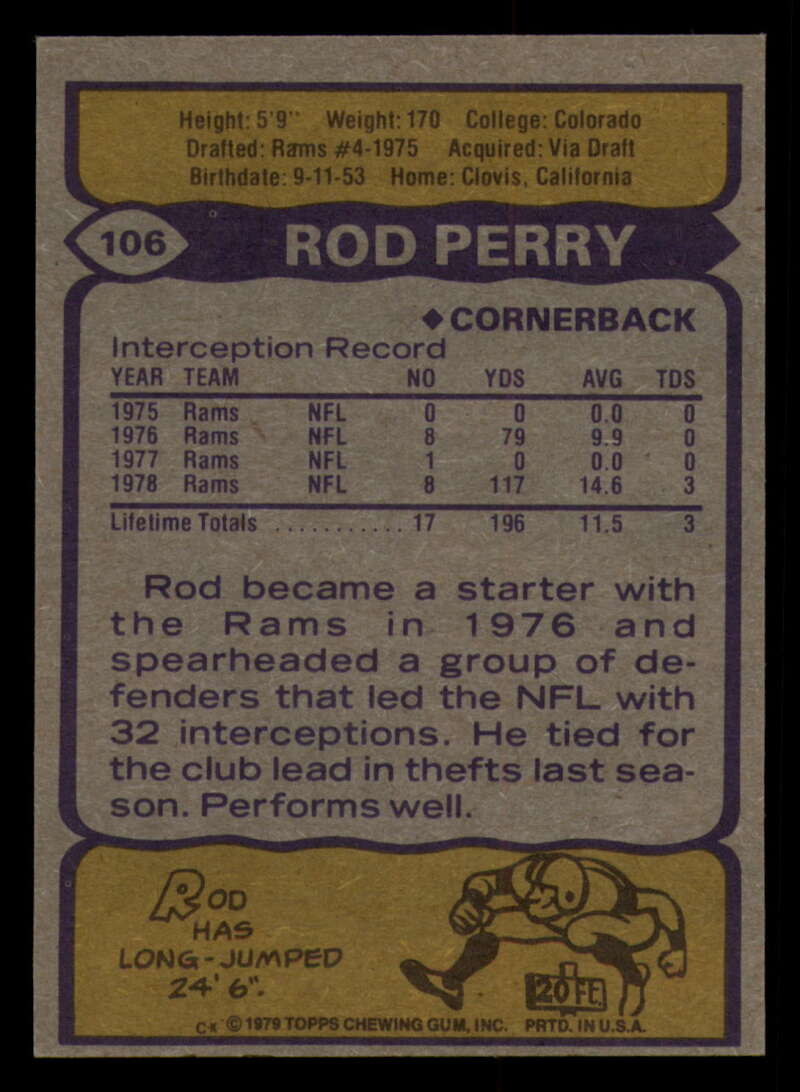 Height: 5'9" Weight: 170 College: Colorado
Drafted: Rams #4-1975 Acquired: Via Draft
Birthdate: 9-11-53 Home: Clovis, California
106 ROD PERRY
◆ CORNERBACK
Interception Record
YEAR TEAM NO YDS AVG TDS
1975 Rams NFL 0 0 0.0 0
1976 Rams NFL 8 79 9.9 0
1977 Rams NFL 1 0 0.0 0
1978 Rams NFL 8 117 14.6 3
Lifetime Totals ............ 17 196 11.5 3
Rod became a starter with
the Rams in 1976 and
spearheaded a group of de-
fenders that led the NFL with
32 interceptions. He tied for
the club lead in thefts last sea-
son. Performs well.
ROD
HAS
LONG-JUMPED
24' 6".
20 FE
C-X © 1979 TOPPS CHEWING GUM, INC. PRTD. IN U.S.A.